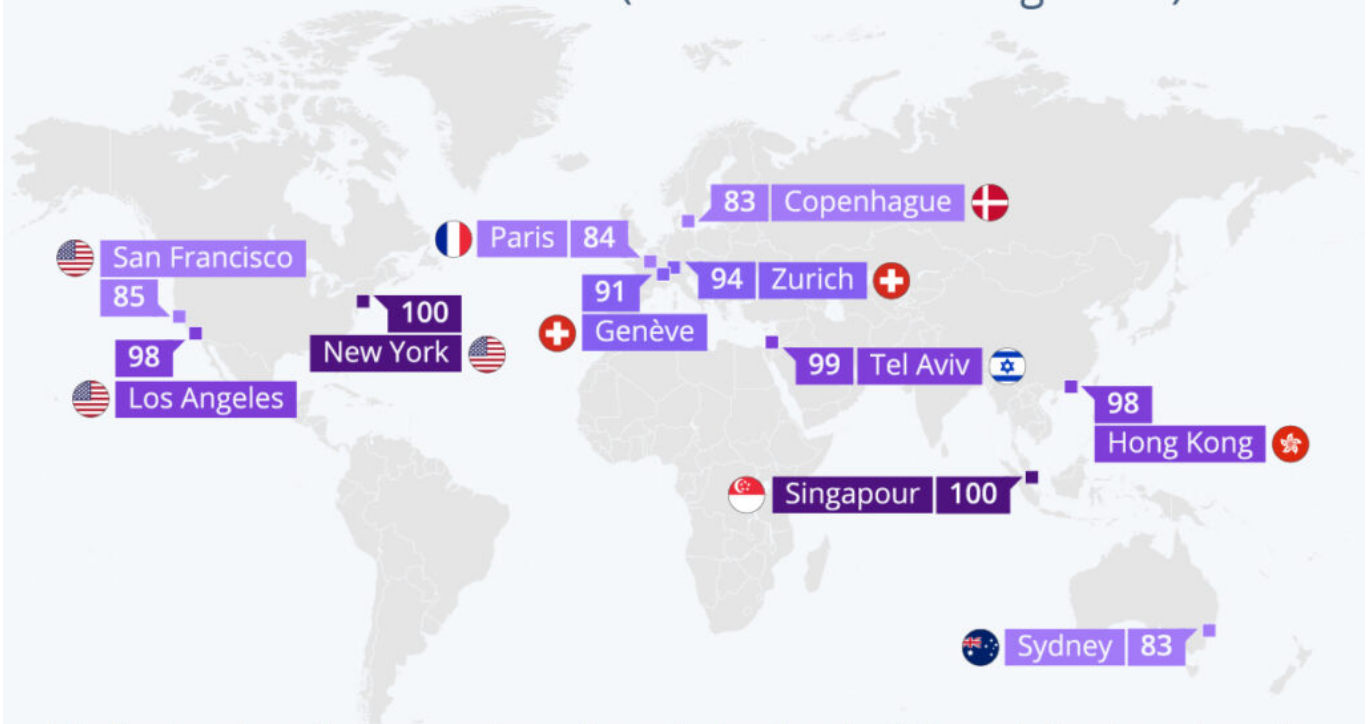 83 Copenhague
Paris 84
San Francisco
85
94 Zurich
91
Genève
100
New York
99 Tel Aviv
98
Los Angeles
98
Hong Kong
Singapour 100
Sydney 83